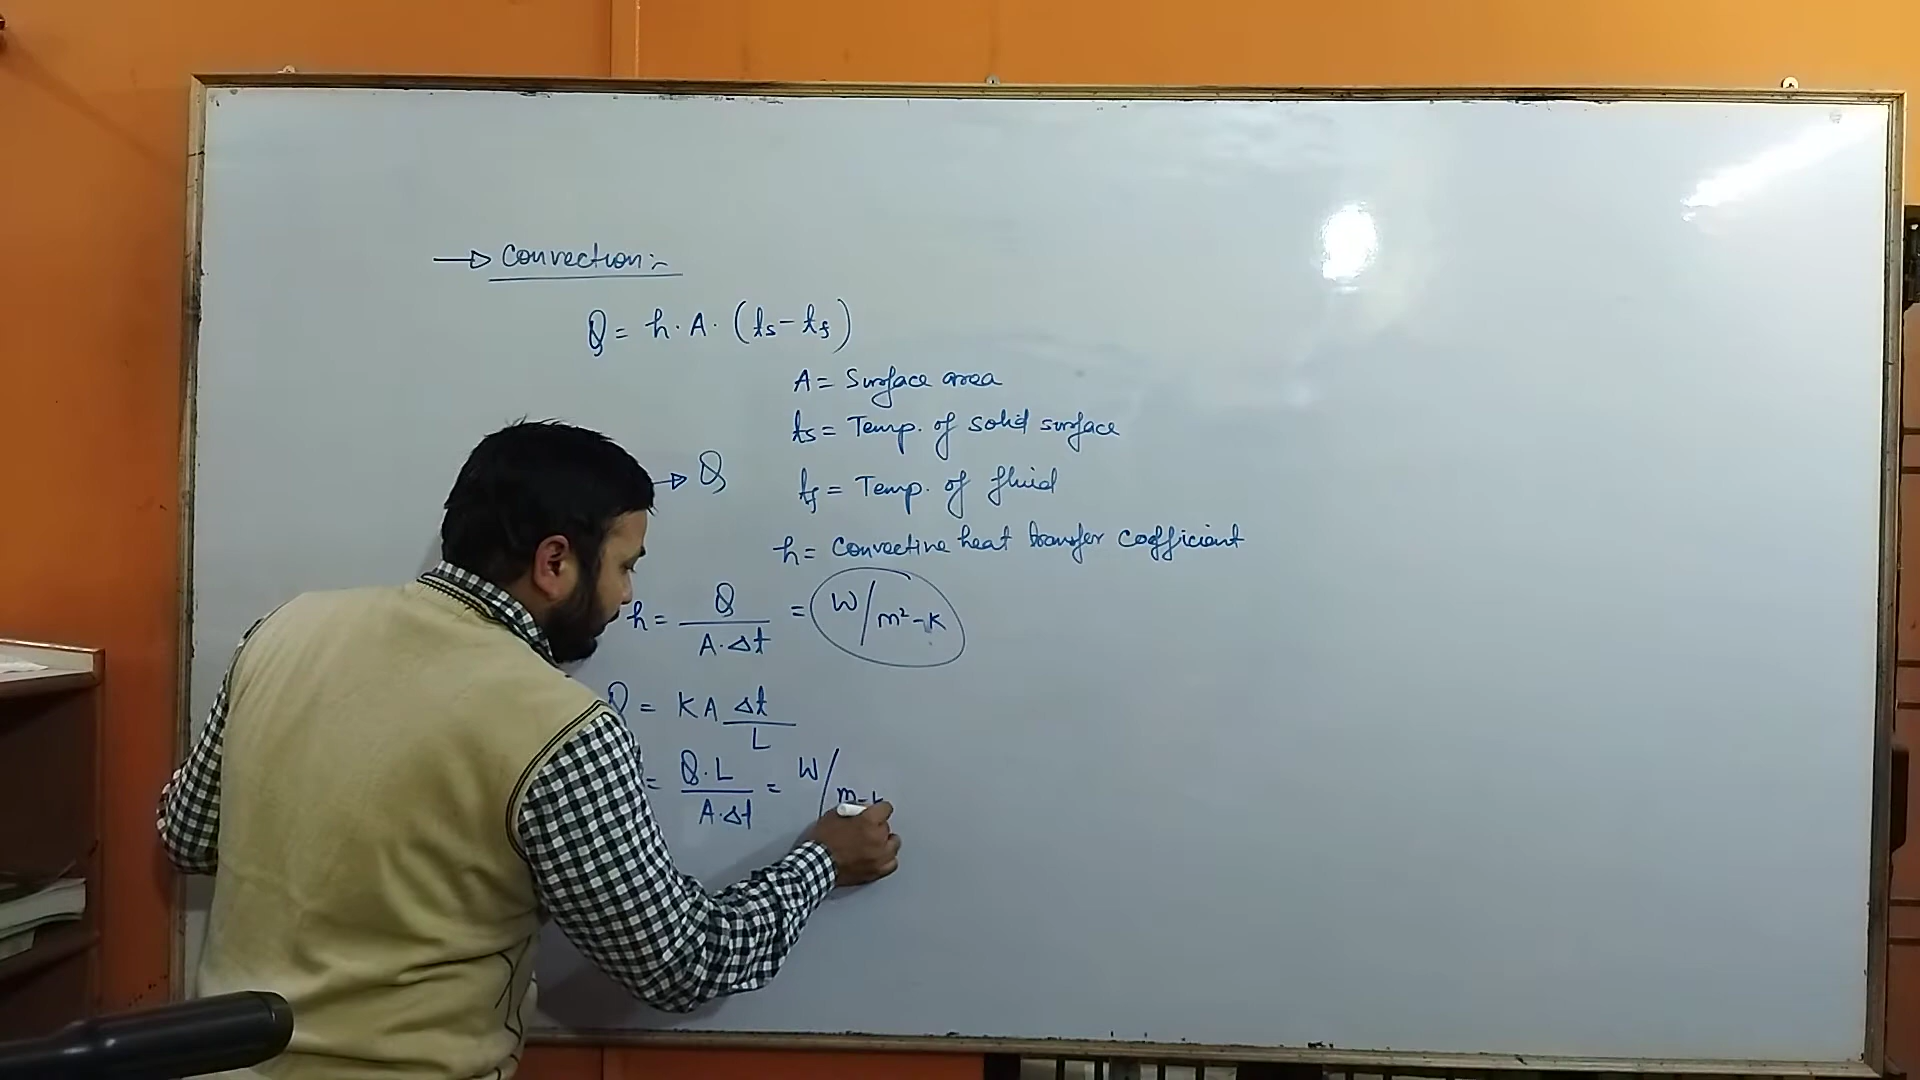 → Convection:-
Q = h · A · (ts - tf)
A = Surface area
ts = Temp. of solid surface
→ Q
tf = Temp. of fluid
h = Convective heat transfer coefficient
h = Q / A · Δt = W/m² - K
Q = K A Δt / L
= Q · L / A · Δt = W/m-